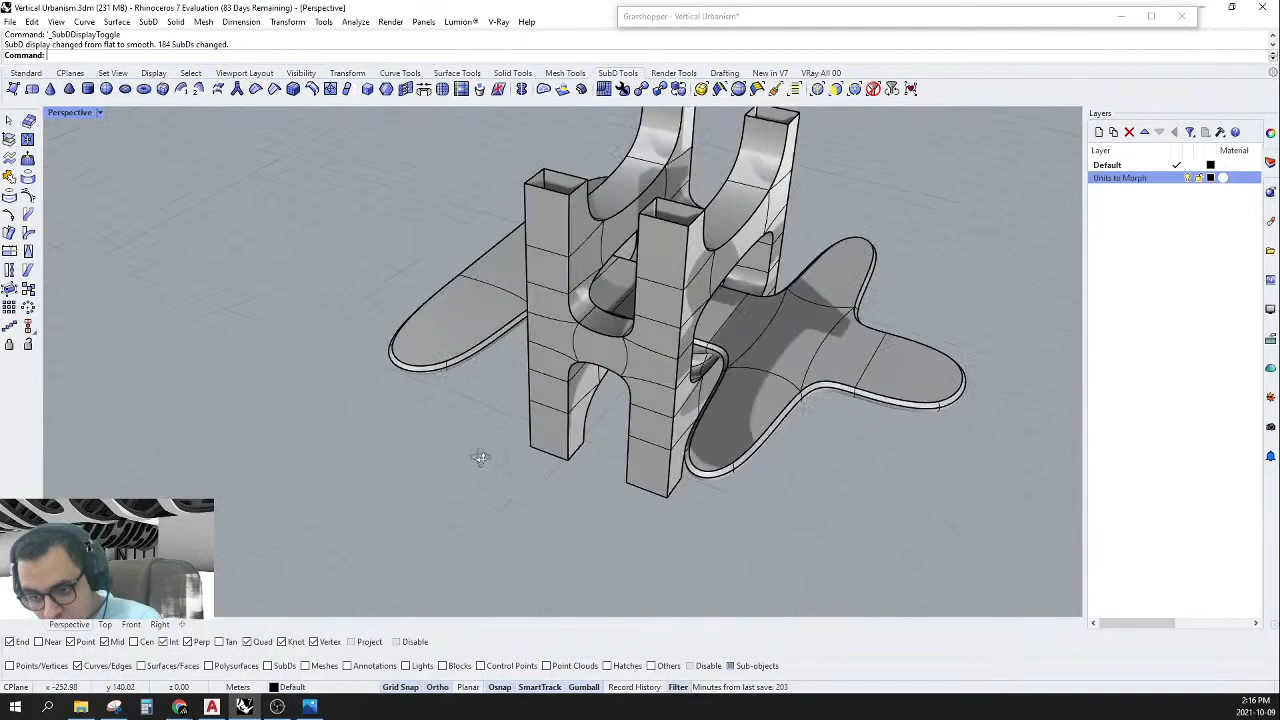 Vertical Urbanism.3dm (231 MB) - Rhinoceros 7 Evaluation (83 Days Remaining) - [Perspective]
Grasshopper - Vertical Urbanism*
File Edit View Curve Surface SubD Solid Mesh Dimension Transform Tools Analyze Render Panels Lumion® V-Ray Help
Command: '_SubDDisplayToggle
SubD display changed from flat to smooth. 184 SubDs changed.
Command:
Standard CPlanes Set View Display Select Viewport Layout Visibility Transform Curve Tools Surface Tools Solid Tools Mesh Tools SubD Tools Render Tools Drafting New in V7 VRay All 00
Perspective
Layers
Layer Material
Default
Units to Morph
Perspective Top Front Right
End Near Point Mid Cen Int Perp Tan Quad Knot Vertex Project Disable
Points/Vertices Curves/Edges Surfaces/Faces Polysurfaces SubDs Meshes Annotations Lights Blocks Control Points Point Clouds Hatches Others Disable Sub-objects
CPlane x -252.98 y 140.02 z 0.00 Meters Default Grid Snap Ortho Planar Osnap SmartTrack Gumball Record History Filter Minutes from last save: 203
2:16 PM
2021-10-09